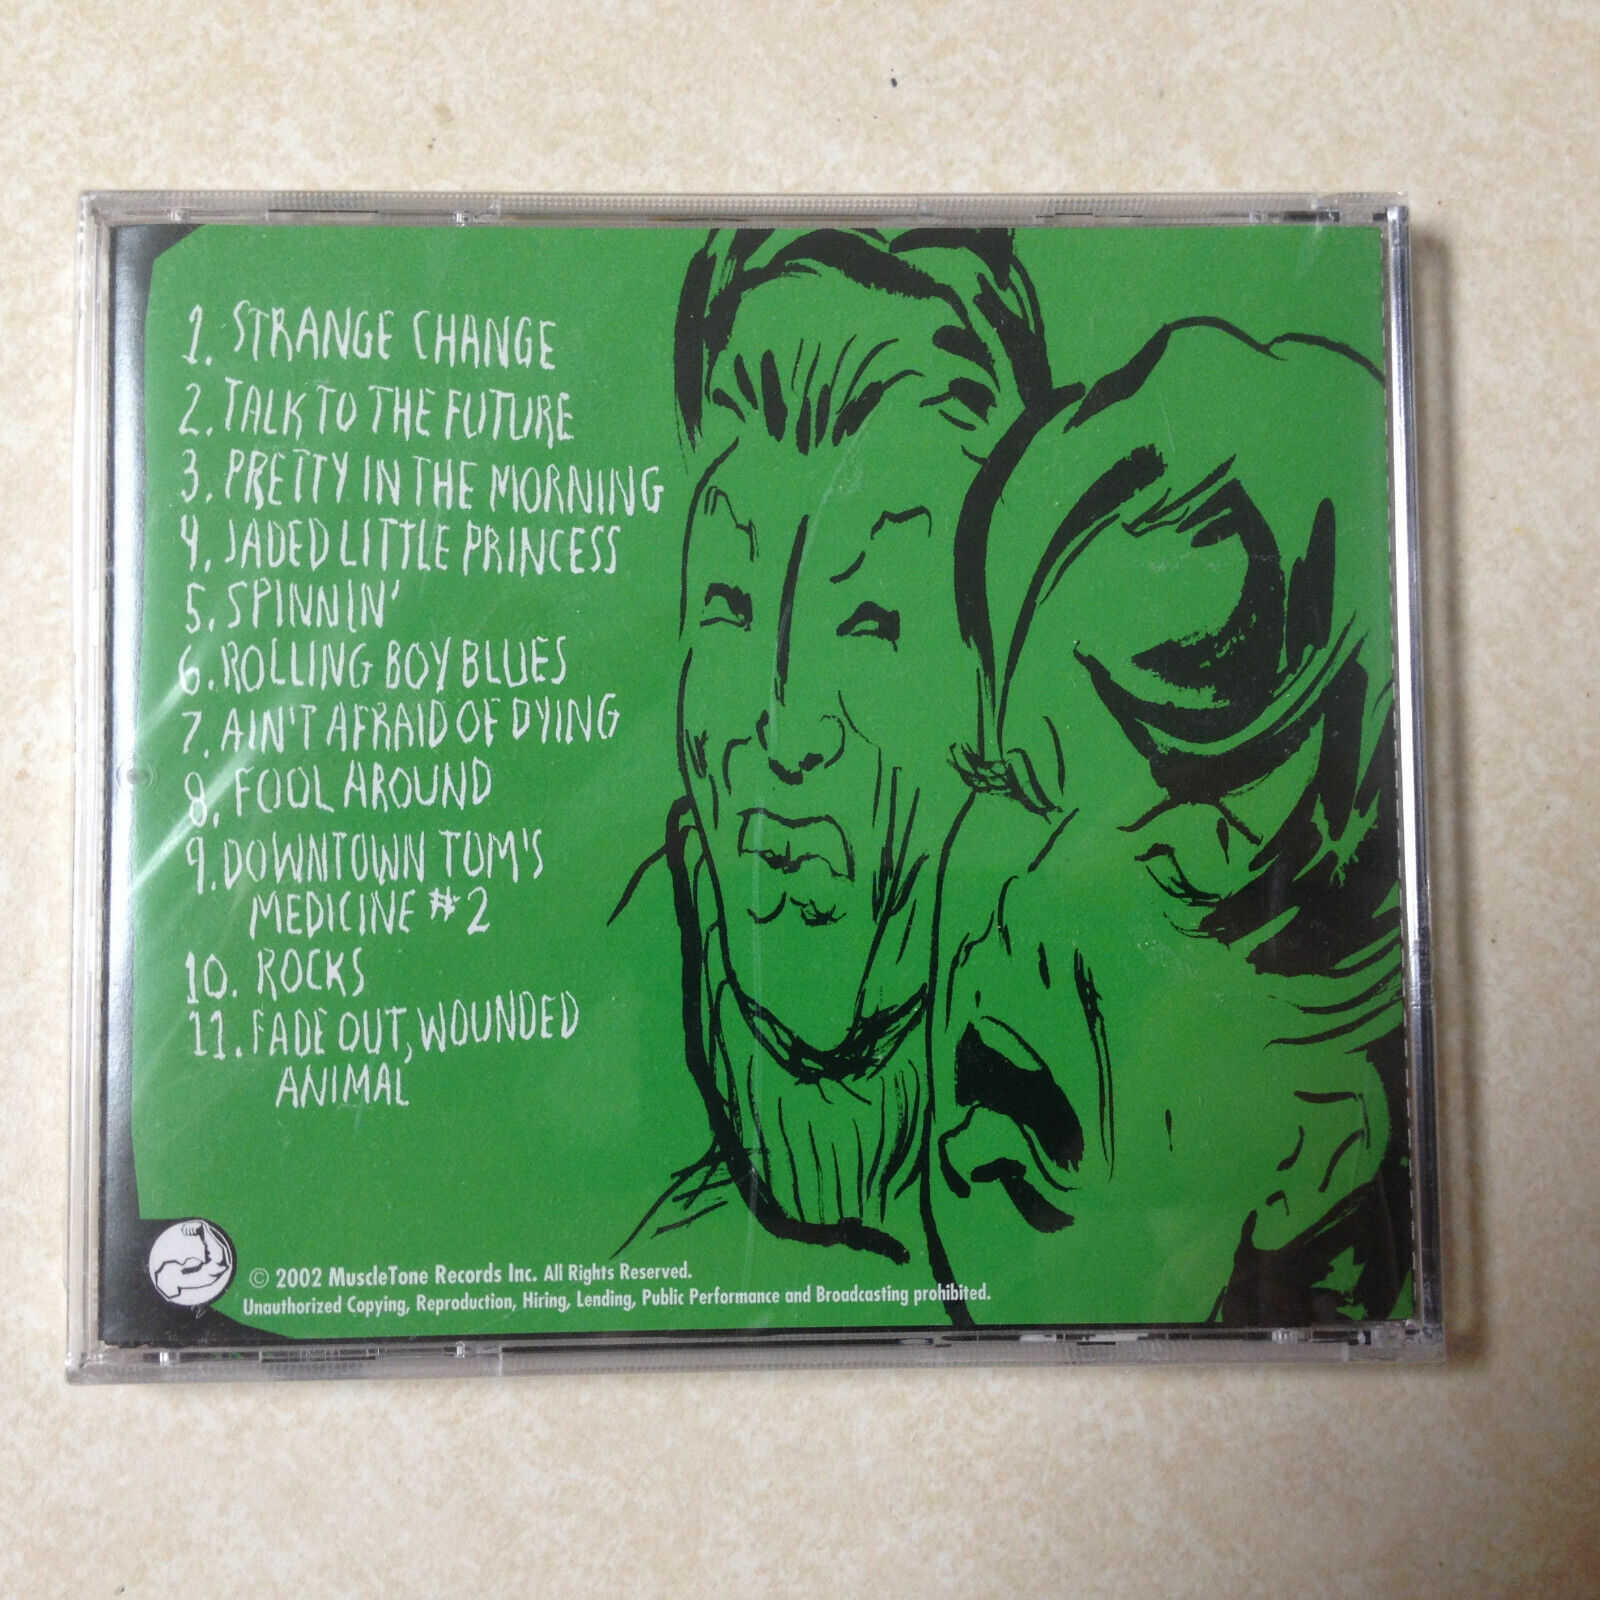 1. STRANGE CHANGE
2. TALK TO THE FUTURE
3. PRETTY IN THE MORNING
4. JADED LITTLE PRINCESS
5. SPINNIN'
6. ROLLING BOY BLUES
7. AIN'T AFRAID OF DYING
8. FOOL AROUND
9. DOWNTOWN TOM'S
MEDICINE #2
10. ROCKS
11. FADE OUT, WOUNDED
ANIMAL
© 2002 MuscleTone Records Inc. All Rights Reserved.
Unauthorized Copying, Reproduction, Hiring, Lending, Public Performance and Broadcasting prohibited.